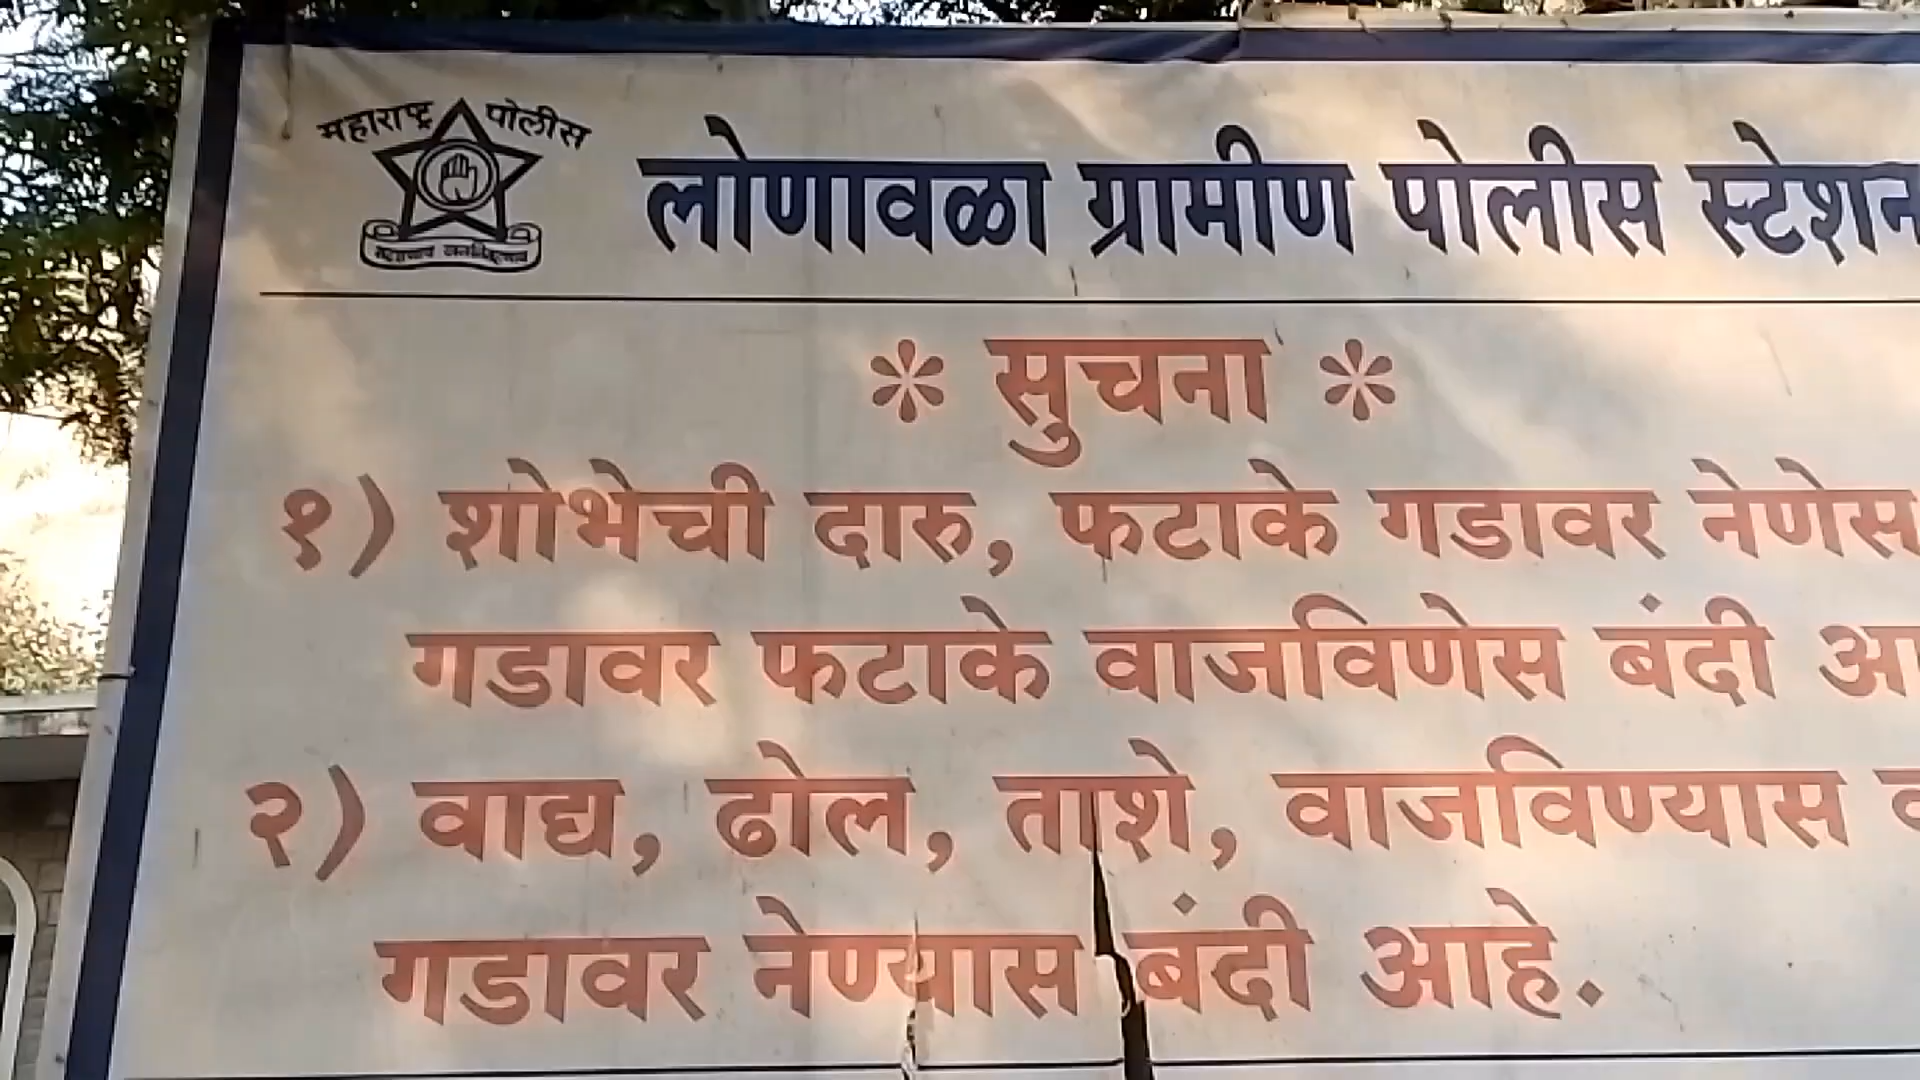 महाराष्ट्र पोलीस
लोणावळा ग्रामीण पोलीस स्टेशन
* सुचना *
१) शोभेची दारु, फटाके गडावर नेणेस
गडावर फटाके वाजविणेस बंदी आ
२) वाद्य, ढोल, ताशे, वाजविण्यास व
गडावर नेण्यास बंदी आहे.